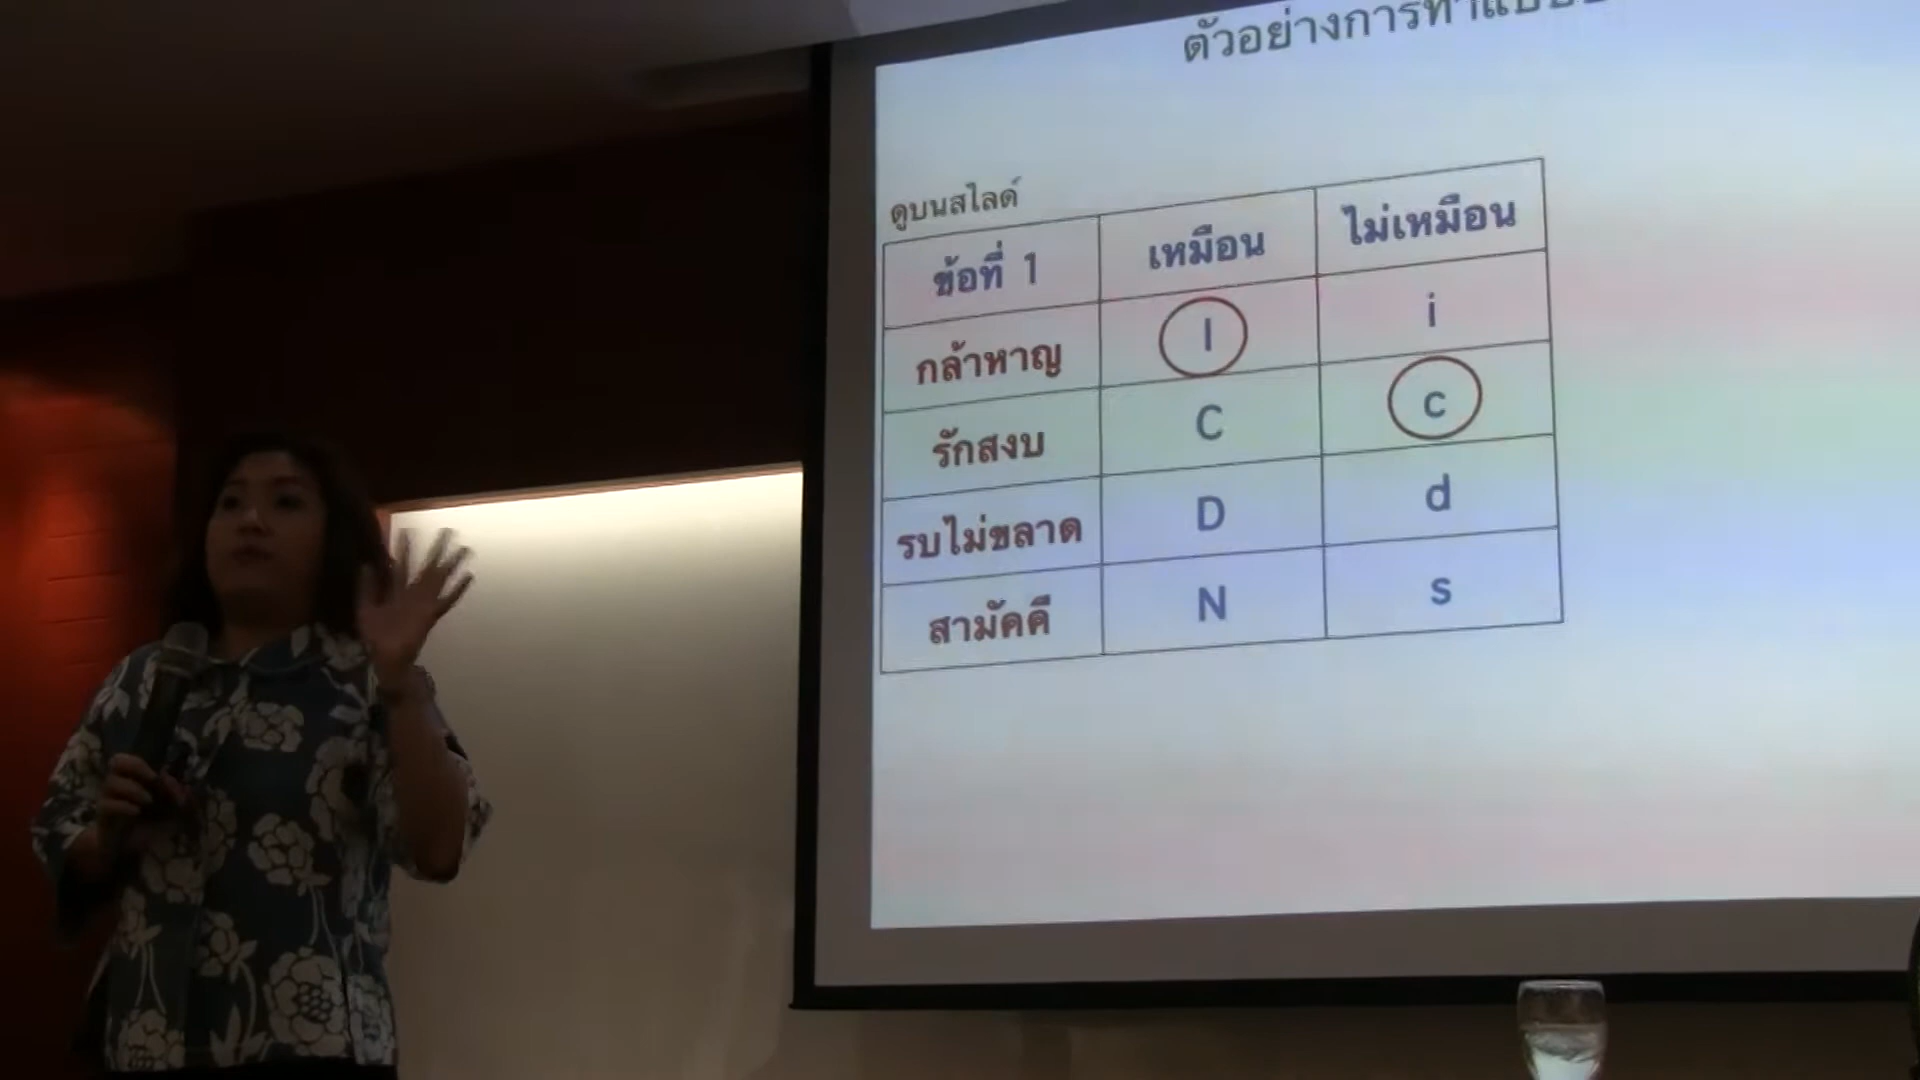 ตัวอย่างการทำ
ดูบนสไลด์
ข้อที่ 1 เหมือน ไม่เหมือน
กล้าหาญ I i
รักสงบ C c
รบไม่ขลาด D d
สามัคคี N s